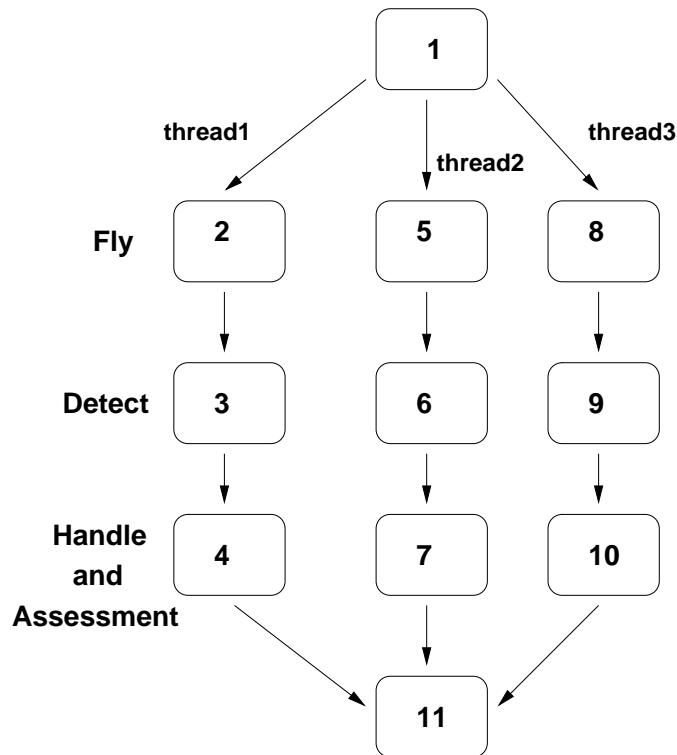 1
thread1
thread3
thread2
Fly
2
5
8
Detect
3
6
9
Handle
and
Assessment
4
7
10
11